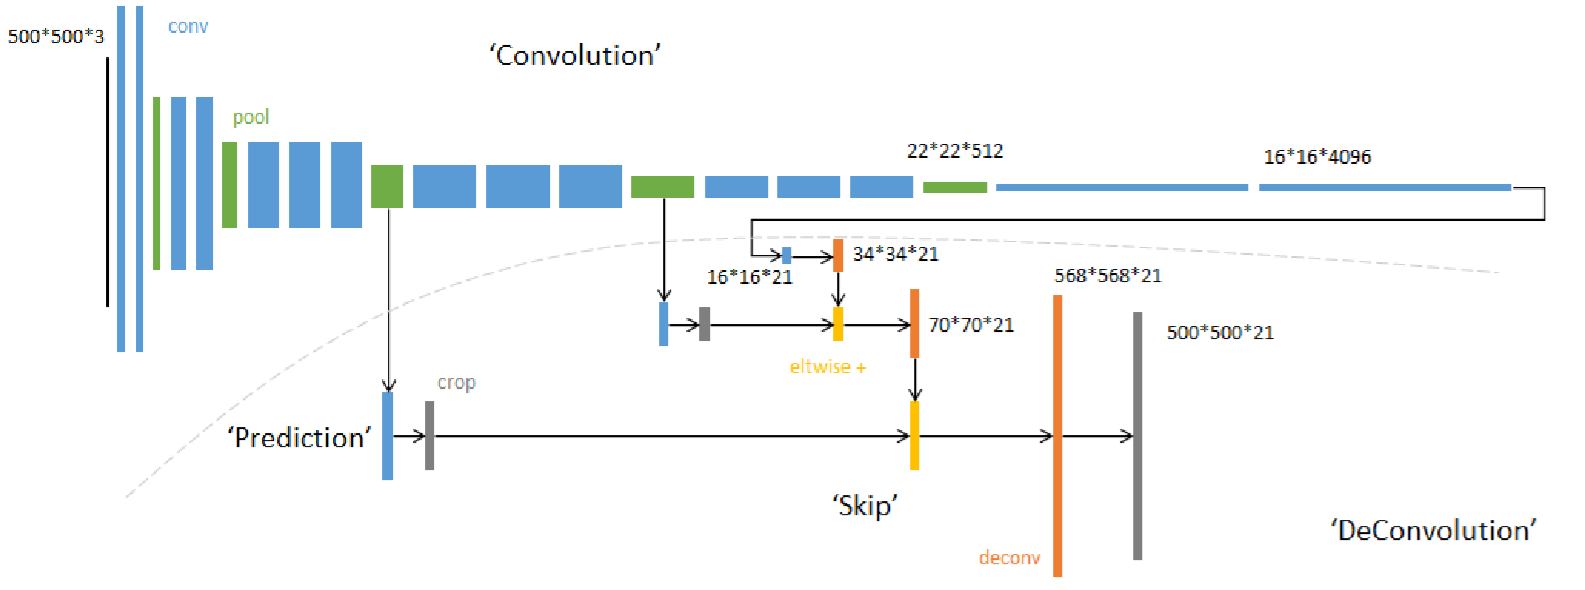 500*500*3
conv
‘Convolution’
pool
22*22*512
16*16*4096
34*34*21
16*16*21
568*568*21
70*70*21
500*500*21
eltwise +
crop
‘Prediction’
‘Skip’
‘DeConvolution’
deconv